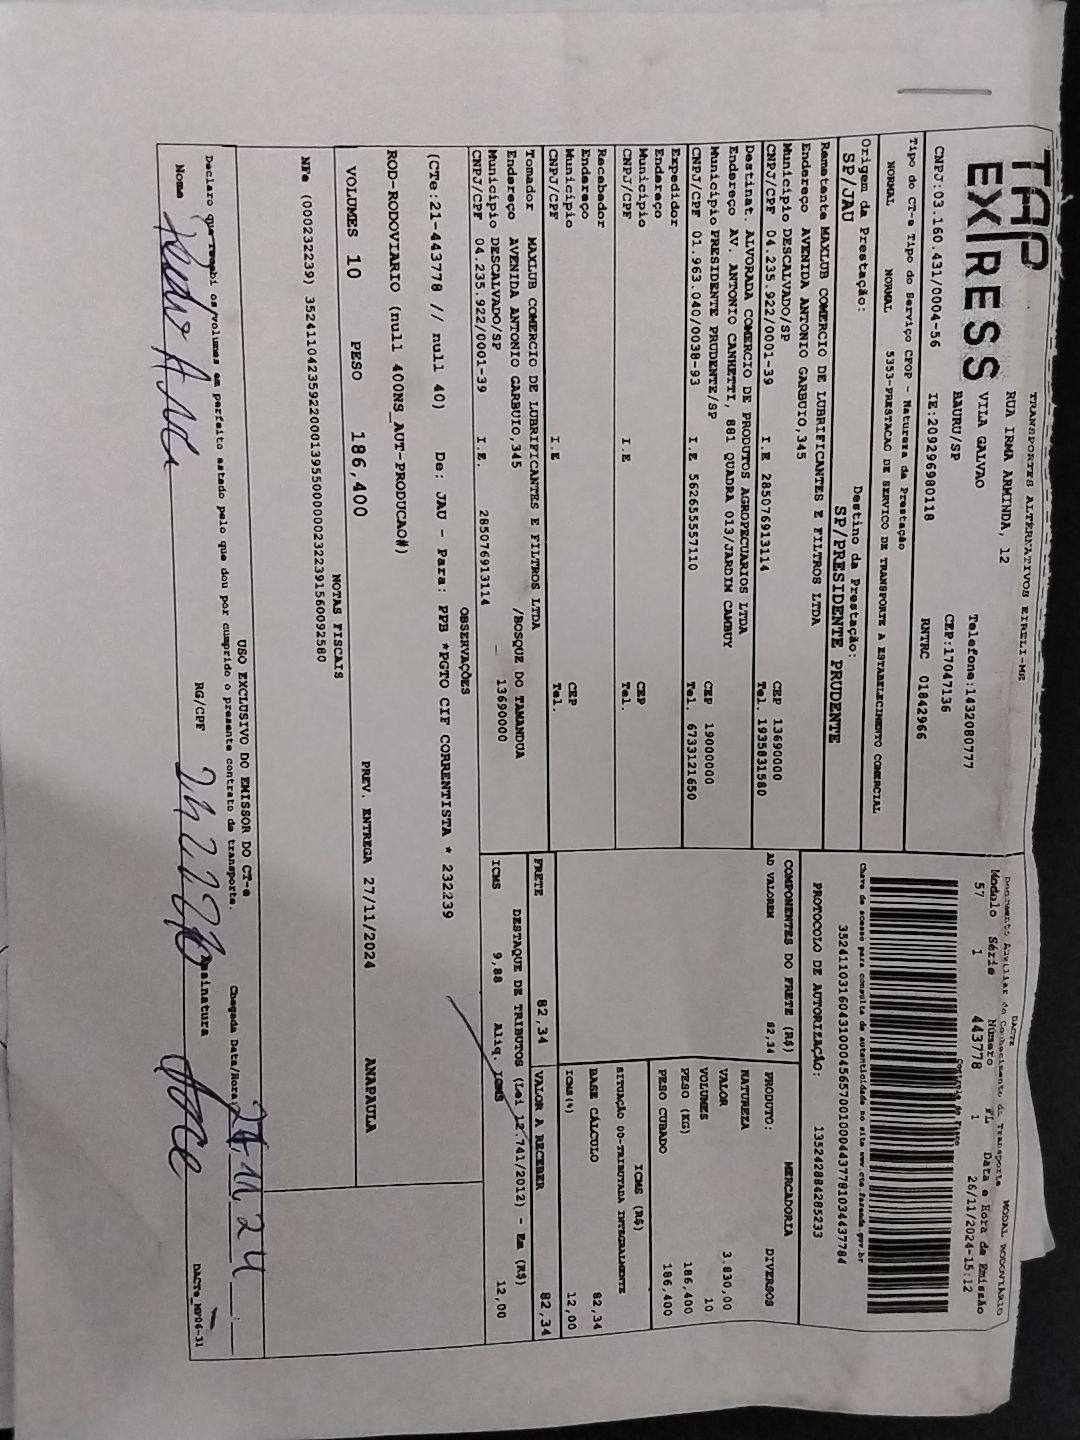 TAP
EXPRESS
TRANSPORTES ALTERNATIVOS EIRELI-ME
RUA IRMA ARMINDA, 12
VILA GALVAO Telefone:1432080777
BAURU/SP CEP:17047136
CNPJ:03.160.431/0004-56 IE:209296980118 RNTRC 01842966
Tipo do CT-e Tipo do Serviço CFOP - Natureza da Prestação
NORMAL NORMAL 5353-PRESTACAO DE SERVICO DE TRANSPORTE A ESTABELECIMENTO COMERCIAL
Origem da Prestação: Destino da Prestação:
SP/JAU SP/PRESIDENTE PRUDENTE
Remetente MAXLUB COMERCIO DE LUBRIFICANTES E FILTROS LTDA
Endereço AVENIDA ANTONIO GARBUIO,345
Município DESCALVADO/SP CEP 13690000
CNPJ/CPF 04.235.922/0001-39 I.E 285076913114 Tel. 1935831580
Destinat. ALVORADA COMERCIO DE PRODUTOS AGROPECUARIOS LTDA
Endereço AV. ANTONIO CANHETTI, 881 QUADRA 013/JARDIM CAMBUY
Município PRESIDENTE PRUDENTE/SP CEP 19000000
CNPJ/CPF 01.963.040/0038-93 I.E 562655557110 Tel. 6733121650
Expedidor
Endereço
Município CEP
CNPJ/CPF I.E Tel.
Recebedor
Endereço
Município CEP
CNPJ/CPF I.E Tel.
Tomador MAXLUB COMERCIO DE LUBRIFICANTES E FILTROS LTDA
Endereço AVENIDA ANTONIO GARBUIO,345 /BOSQUE DO TAMANDUA
Município DESCALVADO/SP 13690000
CNPJ/CPF 04.235.922/0001-39 I.E. 285076913114
DACTE
Documento Auxiliar do Conhecimento de Transporte MODAL RODOVIÁRIO
Modelo Série Número FL Data e Hora da Emissão
57 1 443778 1 26/11/2024-15:12
Controle do Fisco
Chave de acesso para consulta de autenticidade no site www.cte.fazenda.gov.br
35241103160431000456570010004437781034437784
PROTOCOLO DE AUTORIZAÇÃO: 135242884285233
COMPONENTES DO FRETE (R$)
AD VALOREM 82,34
MERCADORIA
PRODUTO: DIVERSOS
NATUREZA
VALOR 3.830,00
VOLUMES 10
PESO (KG) 186,400
PESO CUBADO 186,400
ICMS (R$)
SITUAÇÃO 00-TRIBUTADA INTEGRALMENTE
BASE CÁLCULO 82,34
ICMS(%) 12,00
FRETE 82,34 VALOR A RECEBER 82,34
DESTAQUE DE TRIBUTOS (Lei 12.741/2012) - Em (R$)
ICMS 9,88 Aliq. ICMS 12,00
OBSERVAÇÕES
(CTe:21-443778 // null 40) De: JAU - Para: PPB *PGTO CIF CORRENTISTA * 232239
ROD-RODOVIARIO (null 400NS_AUT-PRODUCAO#)
VOLUMES 10 PESO 186,400 PREV. ENTREGA 27/11/2024 ANAPAULA
NOTAS FISCAIS
NFe (000232239) 35241104235922000139550000002322391560092580
USO EXCLUSIVO DO EMISSOR DO CT-e
Declaro que recebi os volumes em perfeito estado pelo que dou por cumprido o presente contrato de transporte. Chegada Data/Hora 27.11.24
Nome RG/CPF Assinatura
DACTe_MP04-31